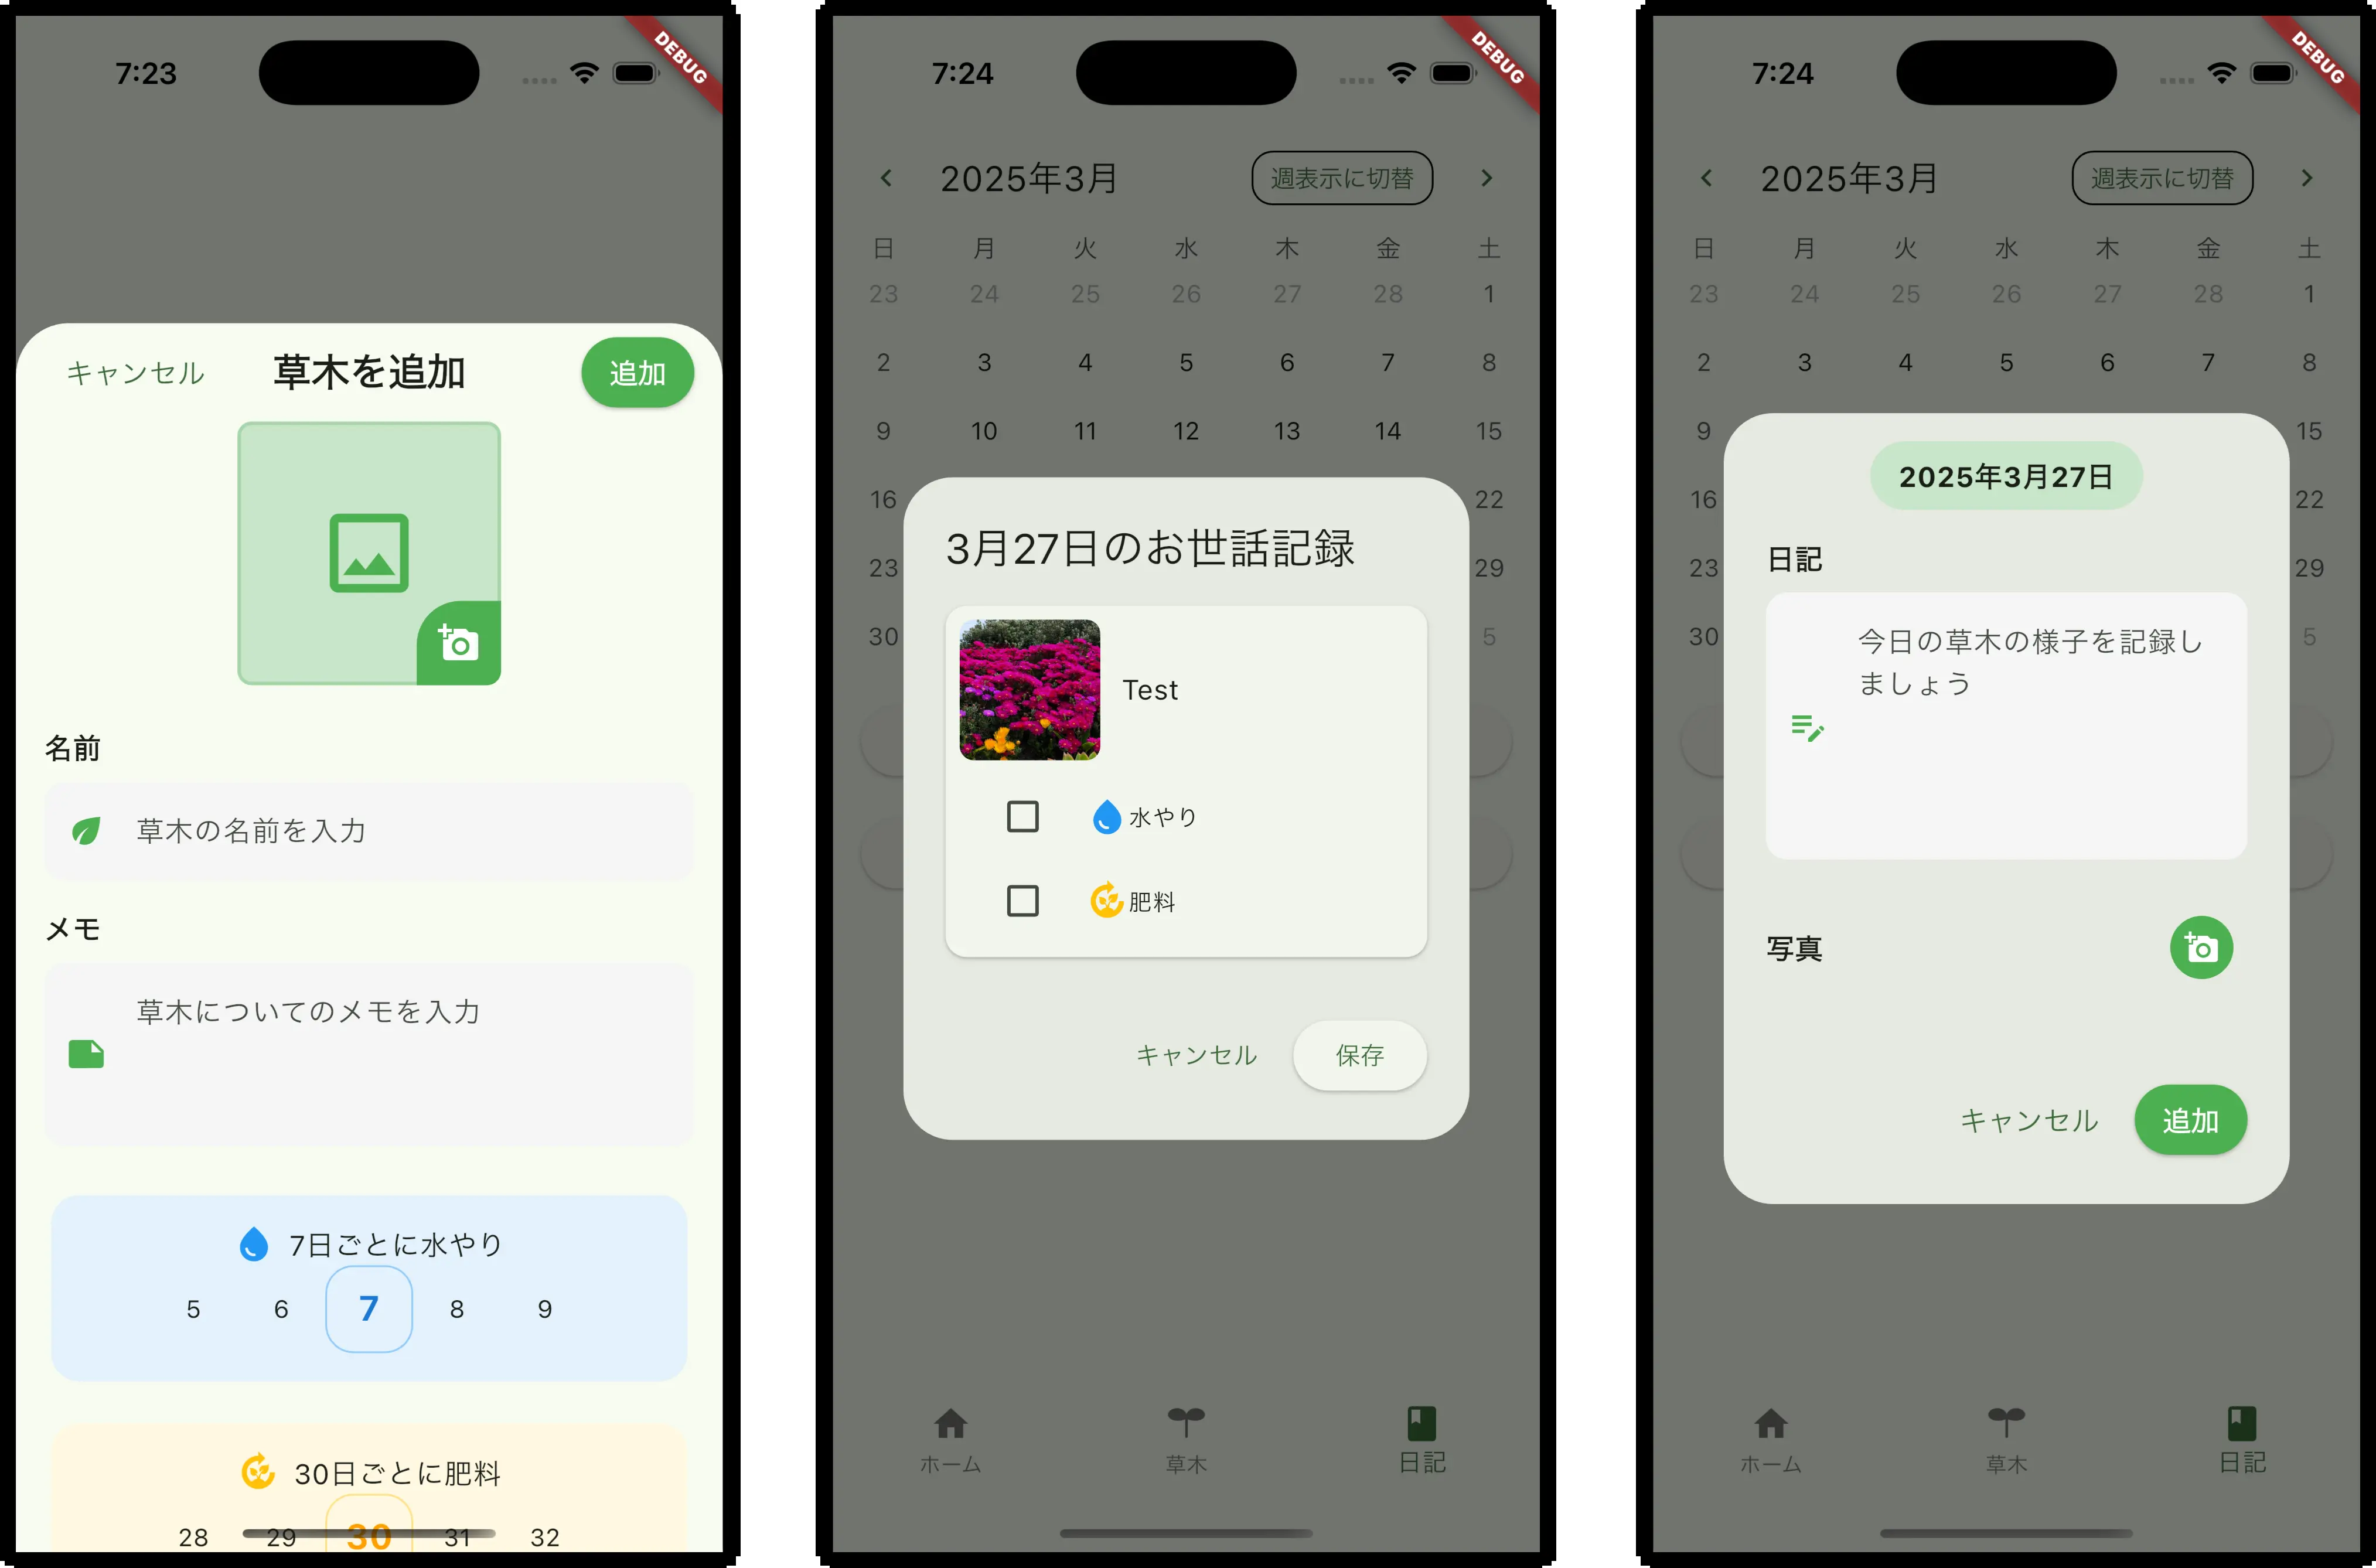 7:23
DEBUG
キャンセル
草木を追加
追加
名前
草木の名前を入力
メモ
草木についてのメモを入力
7日ごとに水やり
5 6 7 8 9
30日ごとに肥料
28 29 30 31 32
7:24
DEBUG
2025年3月
週表示に切替
日 月 火 水 木 金 土
23 24 25 26 27 28 1
2 3 4 5 6 7 8
9 10 11 12 13 14 15
16 22
23 29
30 5
3月27日のお世話記録
Test
水やり
肥料
キャンセル
保存
ホーム
草木
日記
7:24
DEBUG
2025年3月
週表示に切替
日 月 火 水 木 金 土
23 24 25 26 27 28 1
2 3 4 5 6 7 8
9 15
16 22
23 29
30 5
2025年3月27日
日記
今日の草木の様子を記録し
ましょう
写真
キャンセル
追加
ホーム
草木
日記